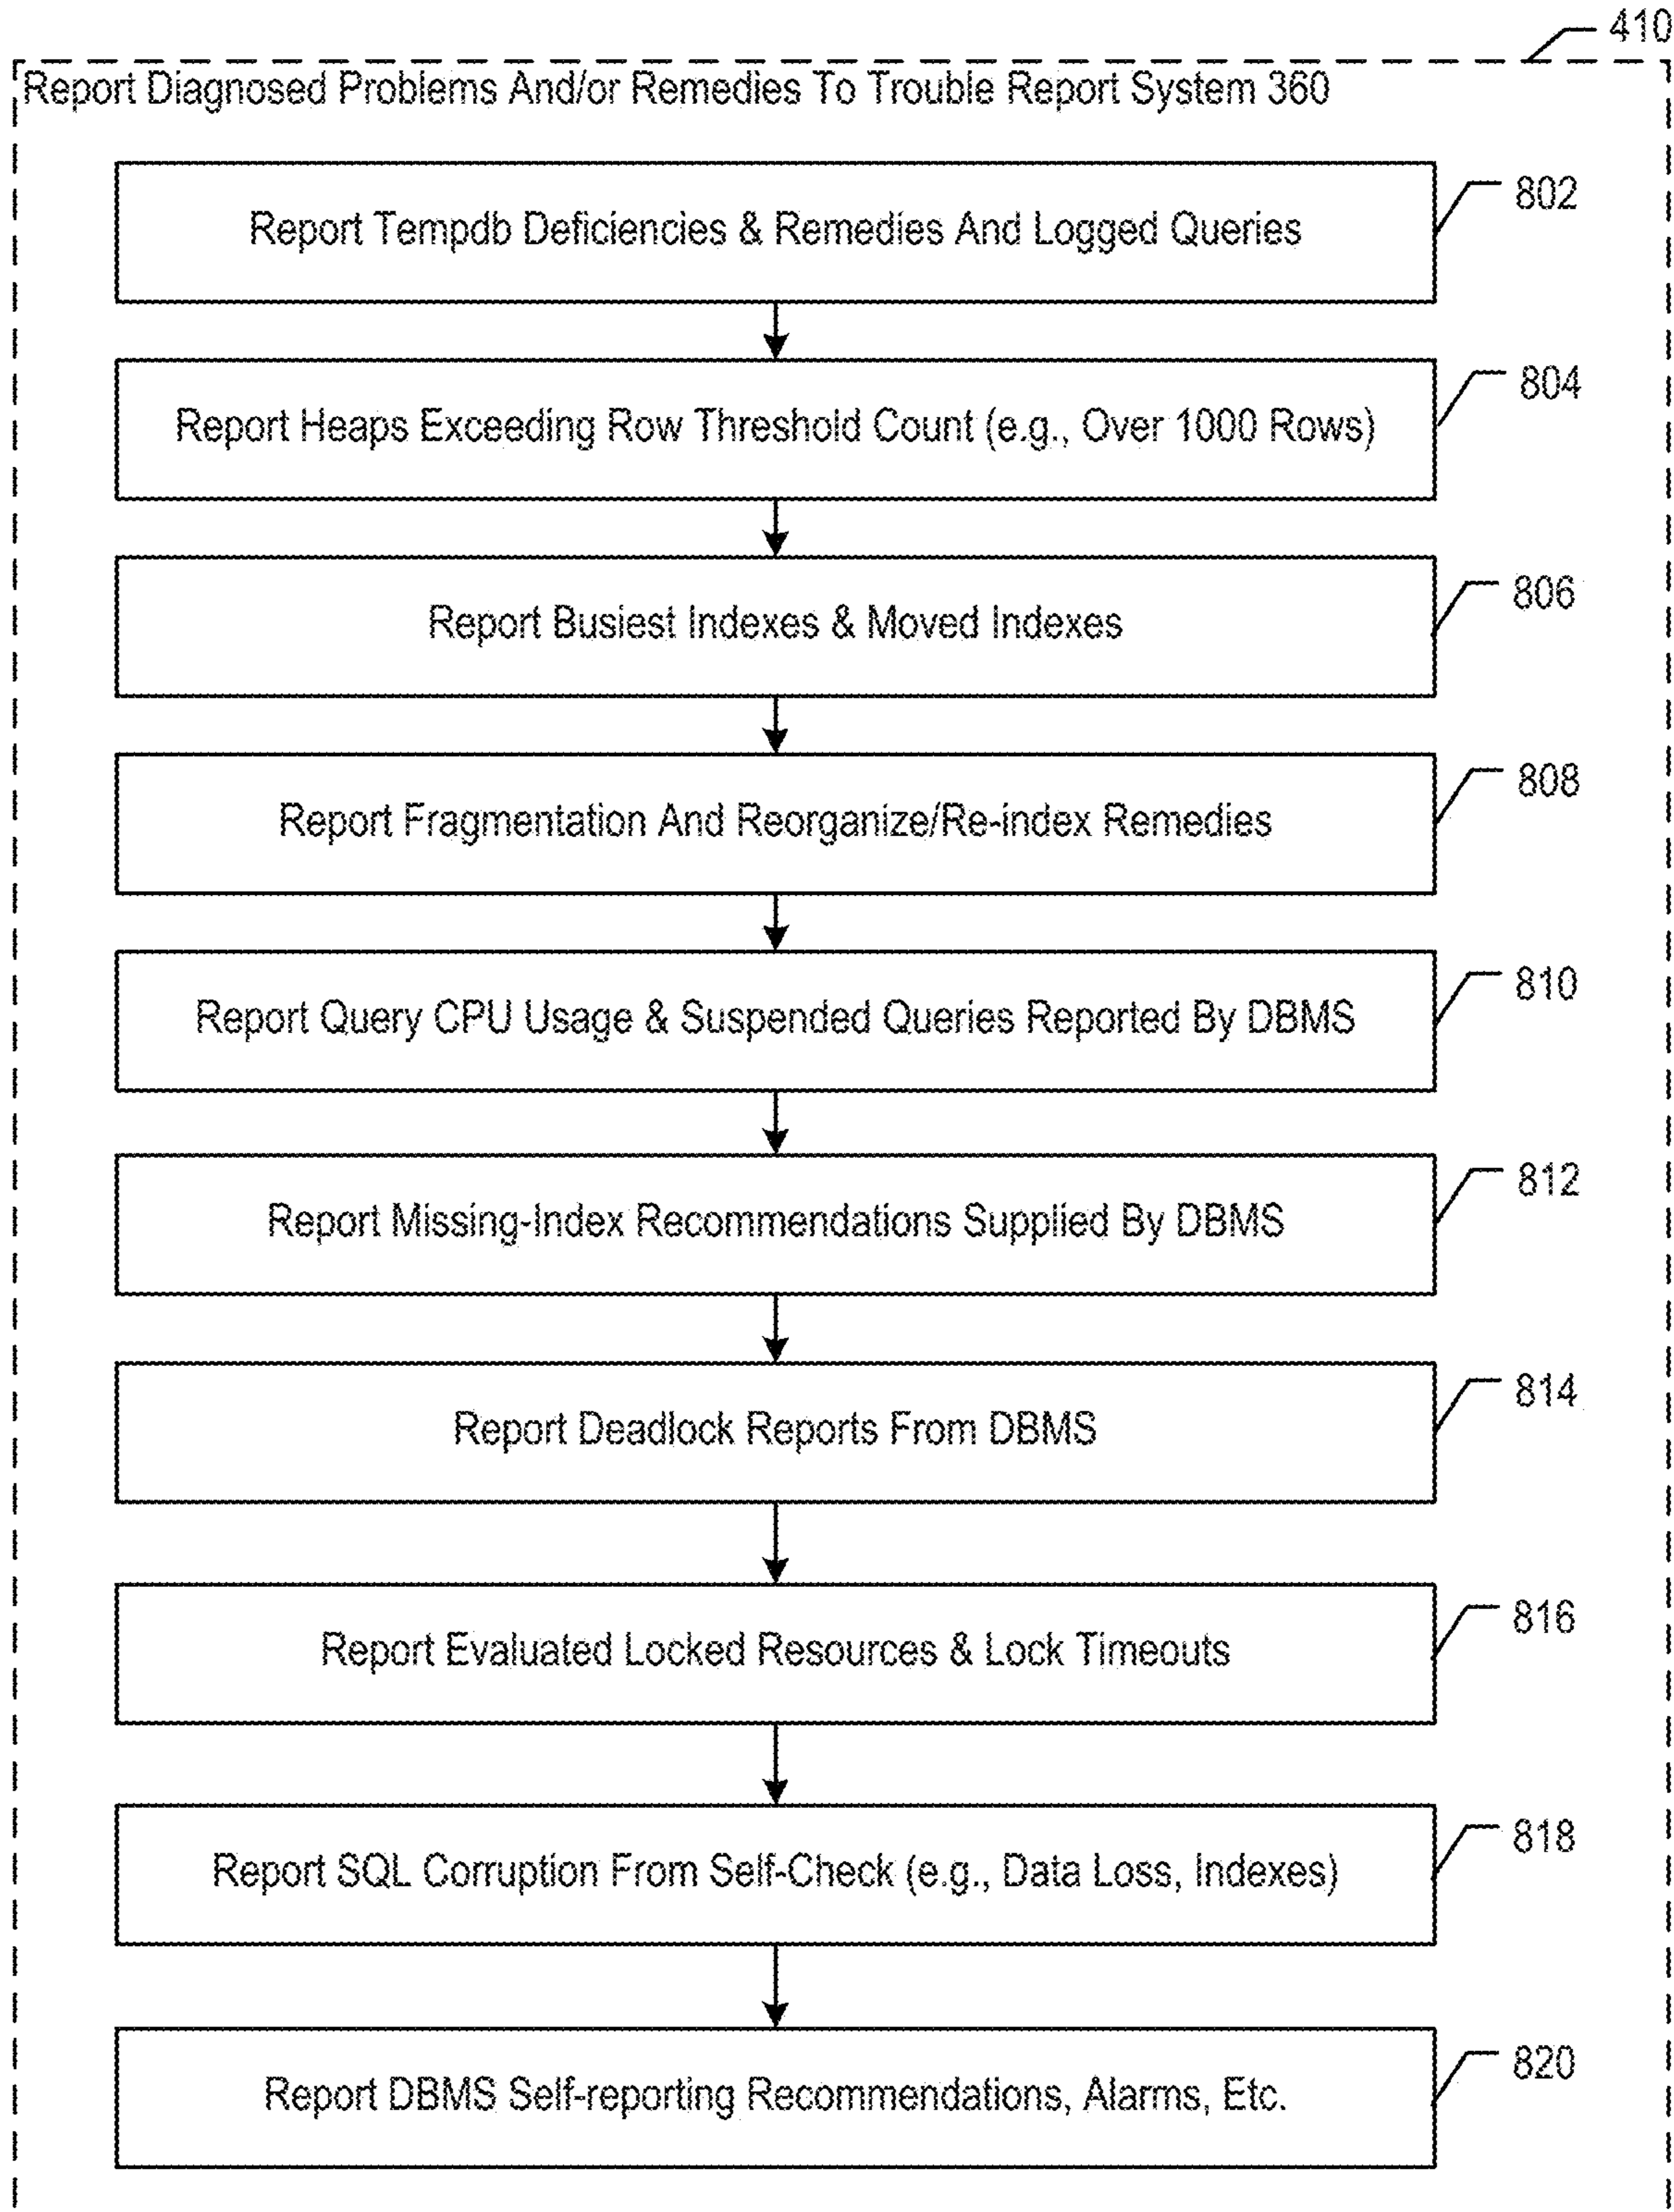 410
Report Diagnosed Problems And/or Remedies To Trouble Report System 360
Report Tempdb Deficiencies & Remedies And Logged Queries
802
Report Heaps Exceeding Row Threshold Count (e.g., Over 1000 Rows)
804
Report Busiest Indexes & Moved Indexes
806
Report Fragmentation And Reorganize/Re-index Remedies
808
Report Query CPU Usage & Suspended Queries Reported By DBMS
810
Report Missing-Index Recommendations Supplied By DBMS
812
Report Deadlock Reports From DBMS
814
Report Evaluated Locked Resources & Lock Timeouts
816
Report SQL Corruption From Self-Check (e.g., Data Loss, Indexes)
818
Report DBMS Self-reporting Recommendations, Alarms, Etc.
820